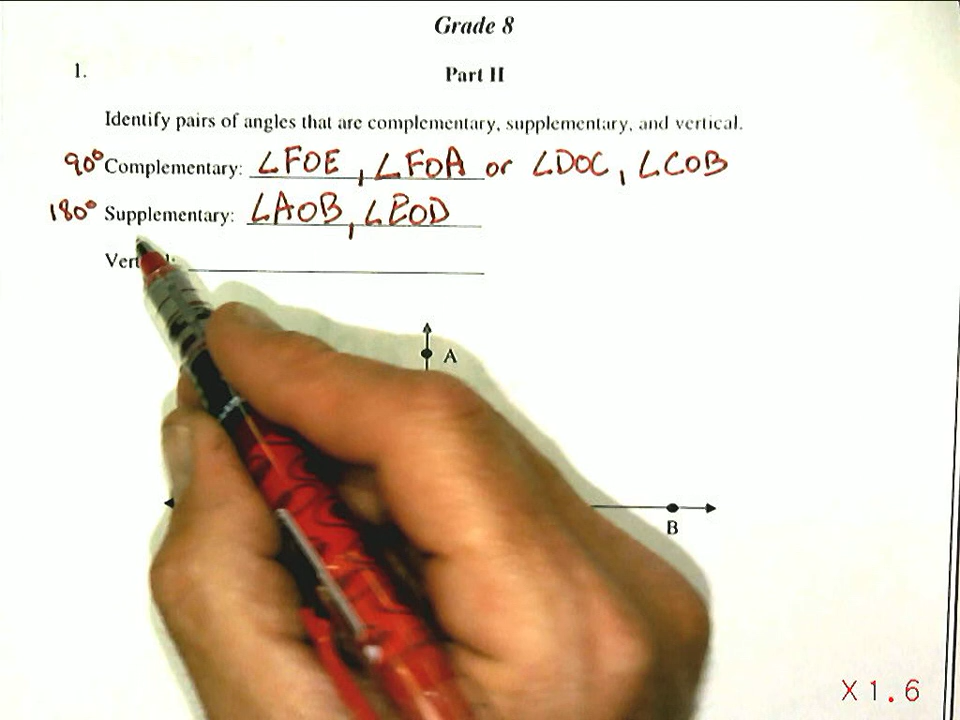 Grade 8
1.
Part II
Identify pairs of angles that are complementary, supplementary, and vertical.
90° Complementary: ∠FOE, ∠FOA or ∠DOC, ∠COB
180° Supplementary: ∠AOB, ∠BOD
A
B
X1.6